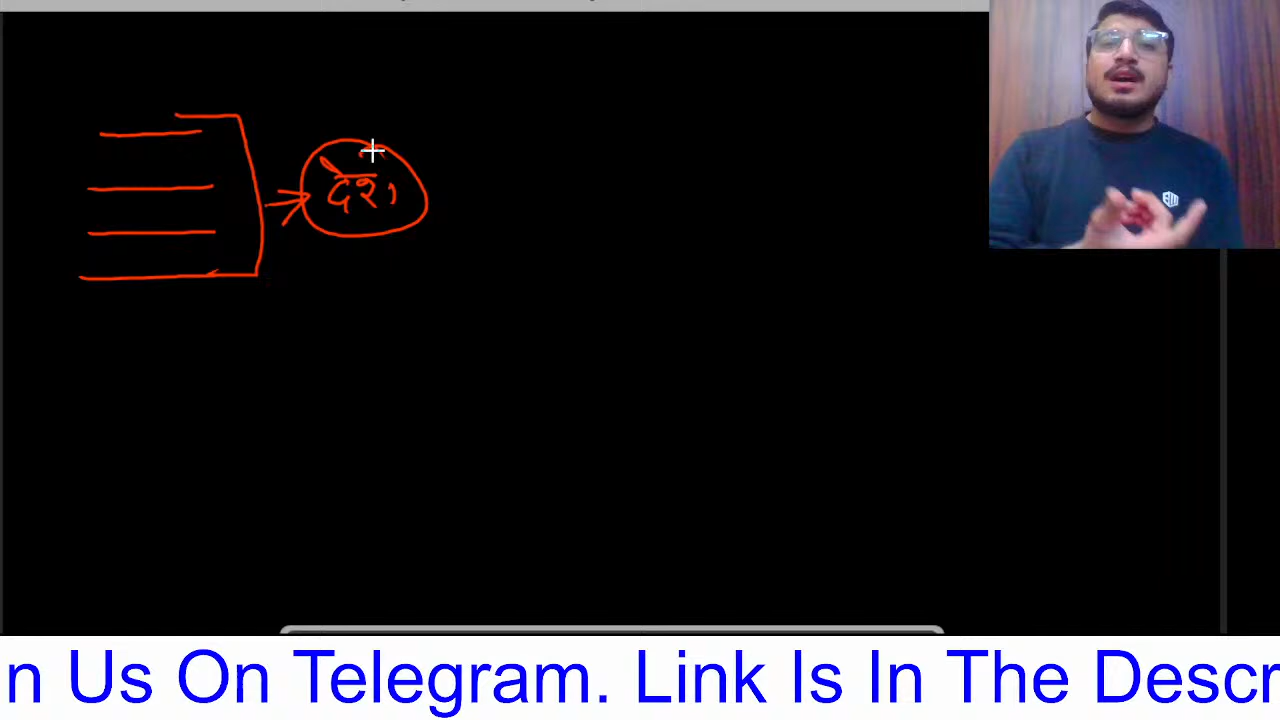 देश
n Us On Telegram. Link Is In The Descr